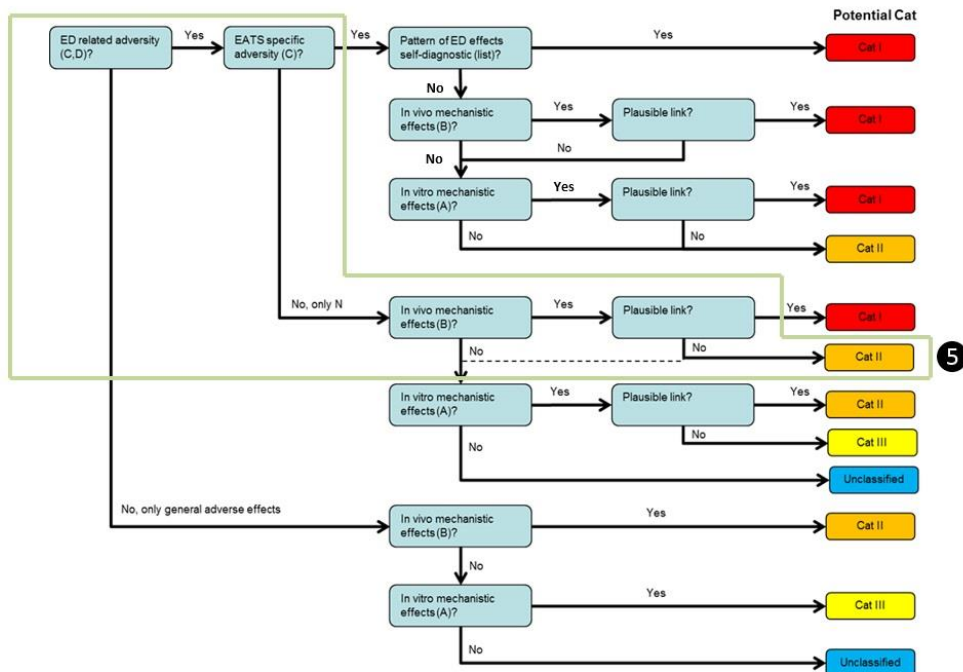 Potential Cat
ED related adversity
(C,D)?
Yes
EATS specific
adversity (C)?
Yes
Pattern of ED effects
self-diagnostic (list)?
Yes
Cat I
No
In vivo mechanistic
effects (B)?
Yes
Plausible link?
Yes
Cat I
No
No
In vitro mechanistic
effects (A)?
Yes
Plausible link?
Yes
Cat I
No
No
Cat II
No, only N
In vivo mechanistic
effects (B)?
Yes
Plausible link?
Yes
Cat I
No
No
Cat II
5
In vitro mechanistic
effects (A)?
Yes
Plausible link?
Yes
Cat II
No
Cat III
No
Unclassified
No, only general adverse effects
In vivo mechanistic
effects (B)?
Yes
Cat II
No
In vitro mechanistic
effects (A)?
Yes
Cat III
No
Unclassified